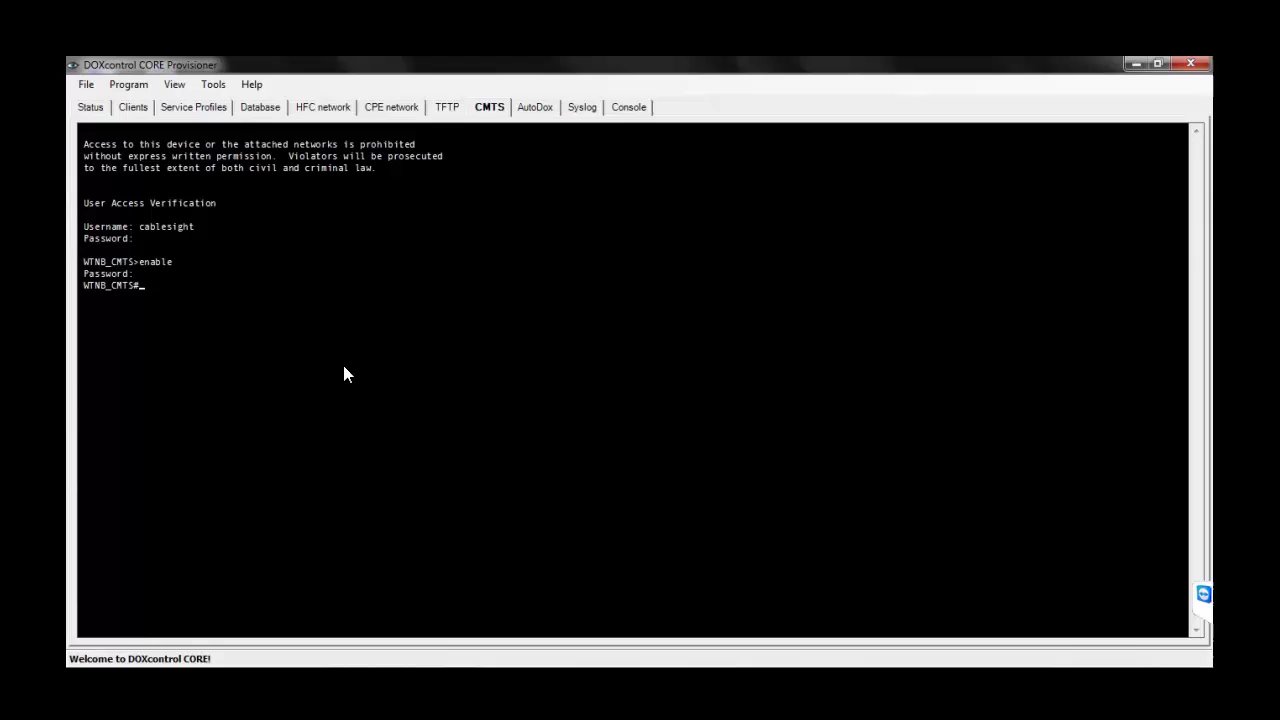 DOXcontrol CORE Provisioner
File Program View Tools Help
Status Clients Service Profiles Database HFC network CPE network TFTP CMTS AutoDox Syslog Console
Access to this device or the attached networks is prohibited
without express written permission.  Violators will be prosecuted
to the fullest extent of both civil and criminal law.
User Access Verification
Username: cablesight
Password:
WTNB_CMTS>enable
Password:
WTNB_CMTS#_
Welcome to DOXcontrol CORE!